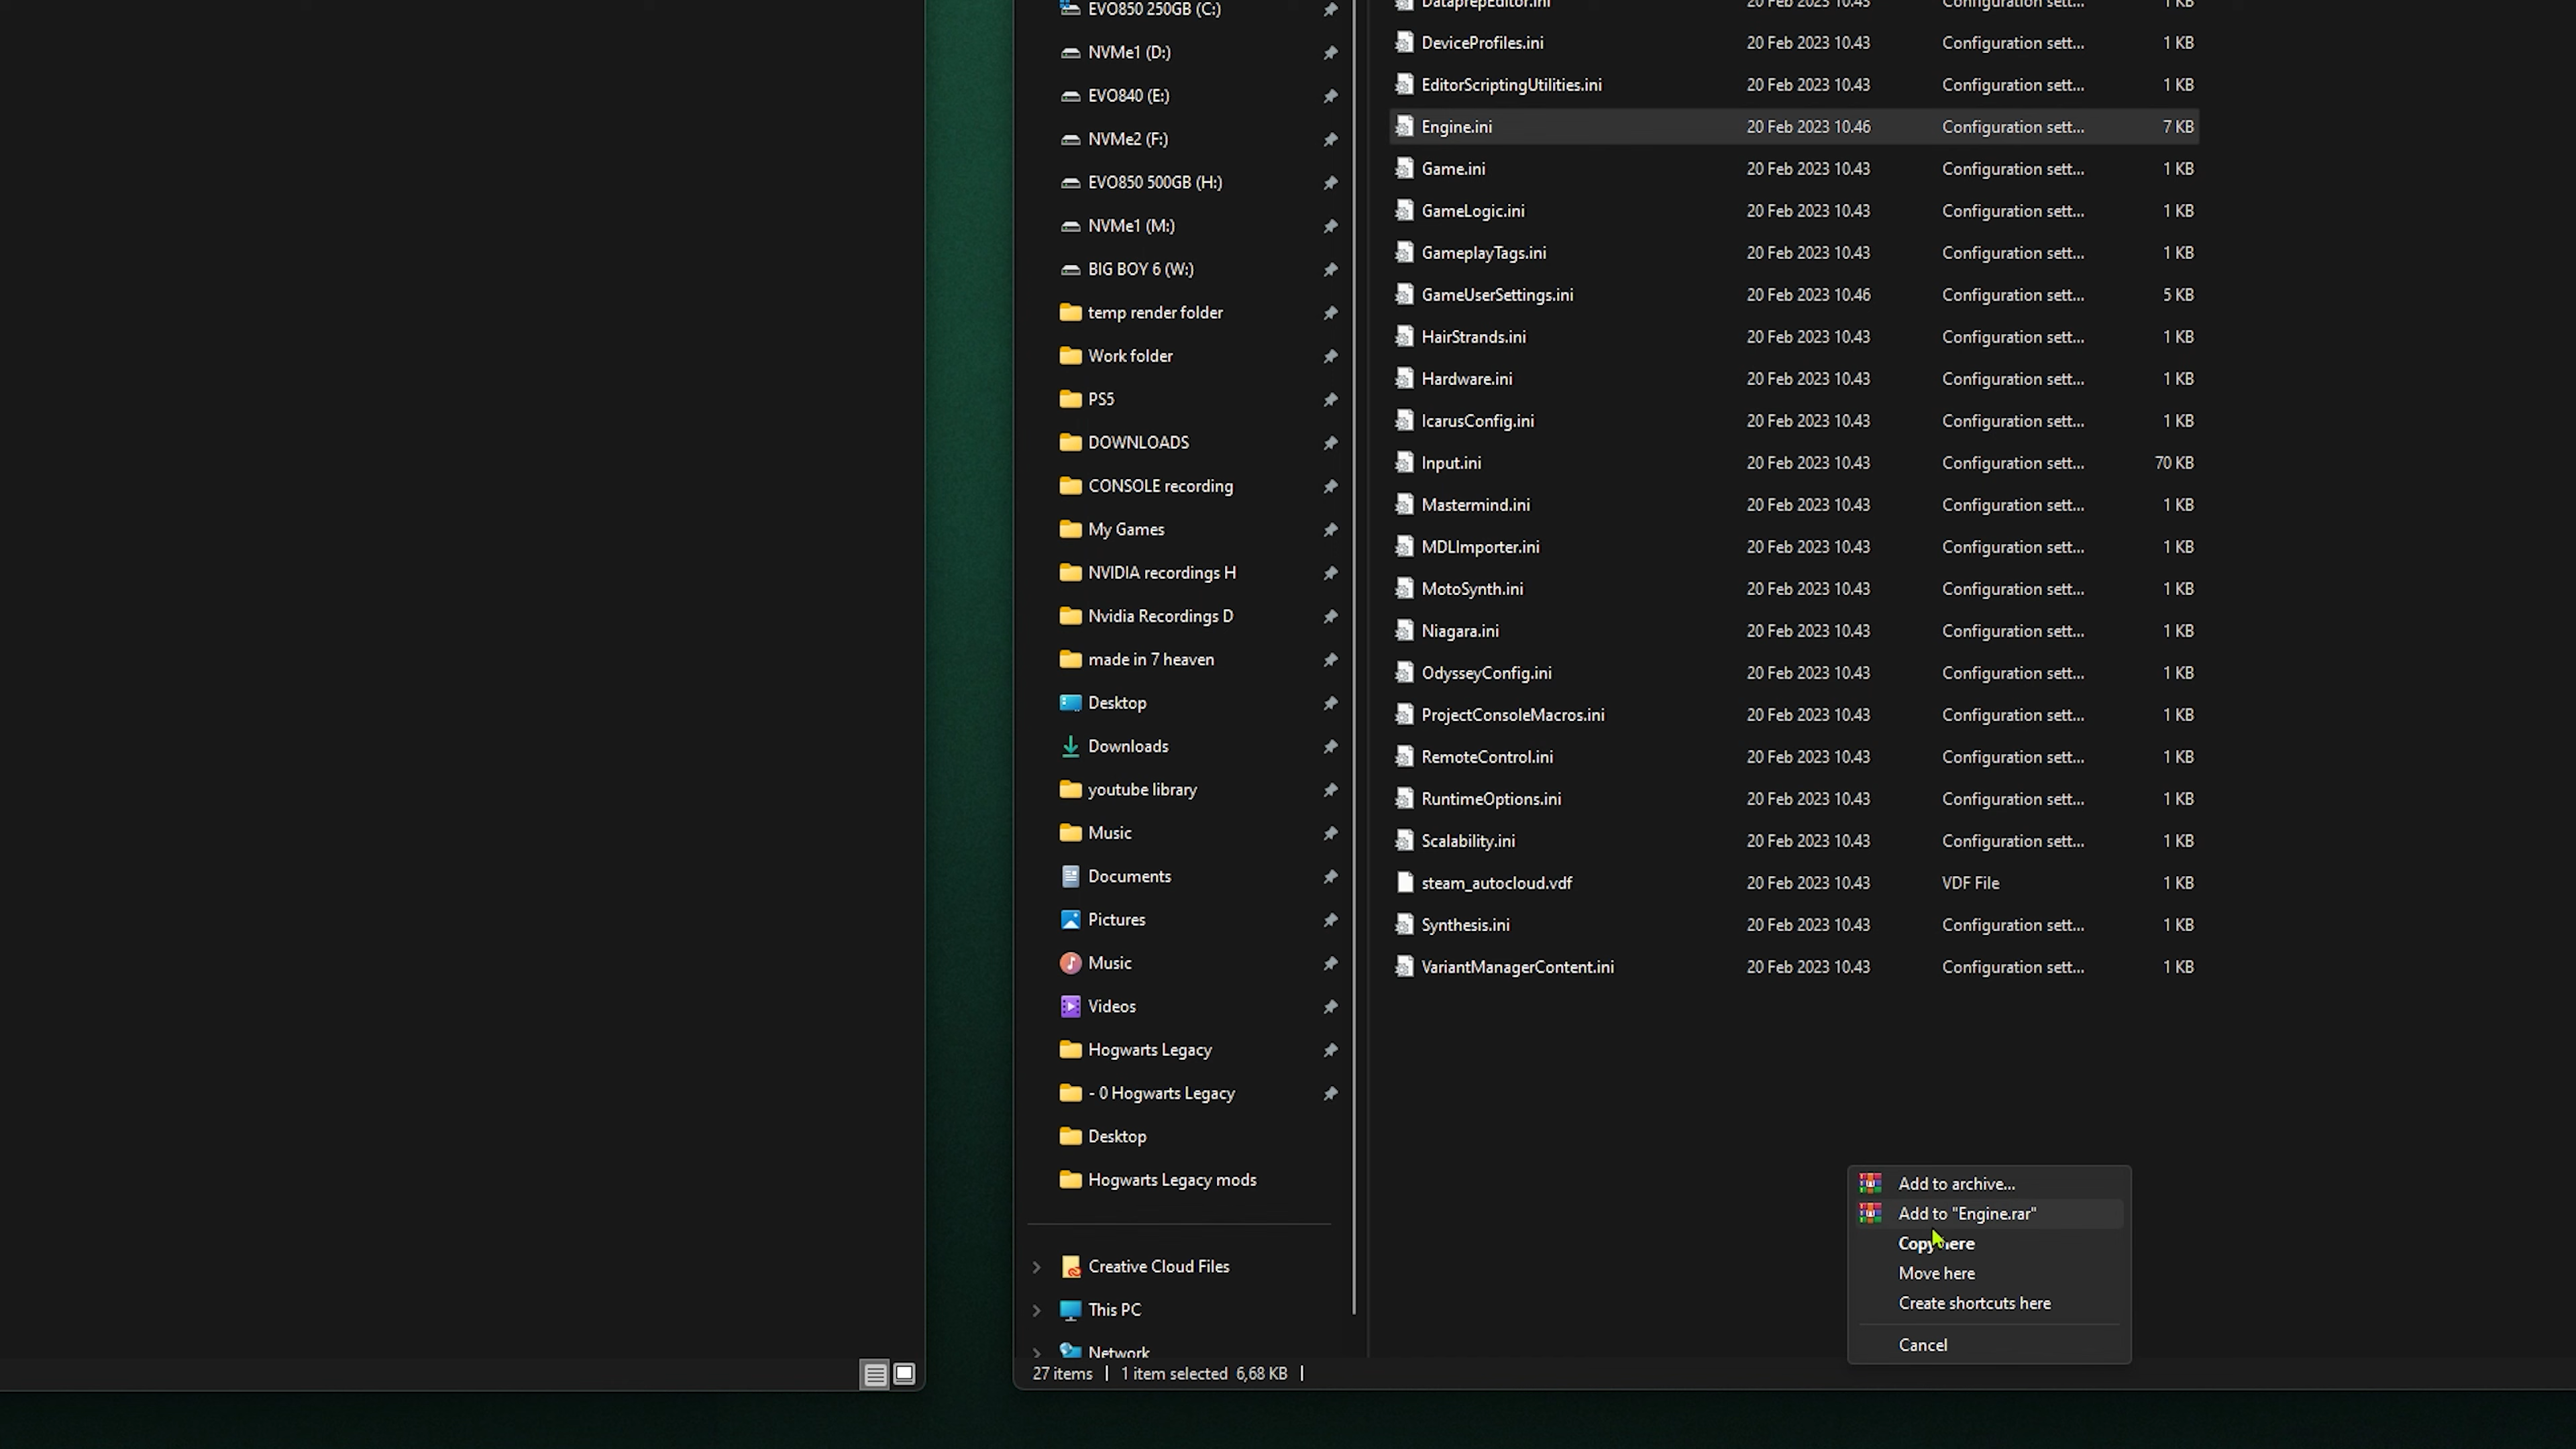 EVO850 250GB (C:)
NVMe1 (D:)
EVO840 (E:)
NVMe2 (F:)
EVO850 500GB (H:)
NVMe1 (M:)
BIG BOY 6 (W:)
temp render folder
Work folder
PS5
DOWNLOADS
CONSOLE recording
My Games
NVIDIA recordings H
Nvidia Recordings D
made in 7 heaven
Desktop
Downloads
youtube library
Music
Documents
Pictures
Music
Videos
Hogwarts Legacy
- 0 Hogwarts Legacy
Desktop
Hogwarts Legacy mods
Creative Cloud Files
This PC
Network
DataprepEditor.ini 20 Feb 2023 10.43 Configuration sett... 1 KB
DeviceProfiles.ini 20 Feb 2023 10.43 Configuration sett... 1 KB
EditorScriptingUtilities.ini 20 Feb 2023 10.43 Configuration sett... 1 KB
Engine.ini 20 Feb 2023 10.46 Configuration sett... 7 KB
Game.ini 20 Feb 2023 10.43 Configuration sett... 1 KB
GameLogic.ini 20 Feb 2023 10.43 Configuration sett... 1 KB
GameplayTags.ini 20 Feb 2023 10.43 Configuration sett... 1 KB
GameUserSettings.ini 20 Feb 2023 10.46 Configuration sett... 5 KB
HairStrands.ini 20 Feb 2023 10.43 Configuration sett... 1 KB
Hardware.ini 20 Feb 2023 10.43 Configuration sett... 1 KB
IcarusConfig.ini 20 Feb 2023 10.43 Configuration sett... 1 KB
Input.ini 20 Feb 2023 10.43 Configuration sett... 70 KB
Mastermind.ini 20 Feb 2023 10.43 Configuration sett... 1 KB
MDLImporter.ini 20 Feb 2023 10.43 Configuration sett... 1 KB
MotoSynth.ini 20 Feb 2023 10.43 Configuration sett... 1 KB
Niagara.ini 20 Feb 2023 10.43 Configuration sett... 1 KB
OdysseyConfig.ini 20 Feb 2023 10.43 Configuration sett... 1 KB
ProjectConsoleMacros.ini 20 Feb 2023 10.43 Configuration sett... 1 KB
RemoteControl.ini 20 Feb 2023 10.43 Configuration sett... 1 KB
RuntimeOptions.ini 20 Feb 2023 10.43 Configuration sett... 1 KB
Scalability.ini 20 Feb 2023 10.43 Configuration sett... 1 KB
steam_autocloud.vdf 20 Feb 2023 10.43 VDF File 1 KB
Synthesis.ini 20 Feb 2023 10.43 Configuration sett... 1 KB
VariantManagerContent.ini 20 Feb 2023 10.43 Configuration sett... 1 KB
Add to archive...
Add to "Engine.rar"
Copy here
Move here
Create shortcuts here
Cancel
27 items 1 item selected 6,68 KB